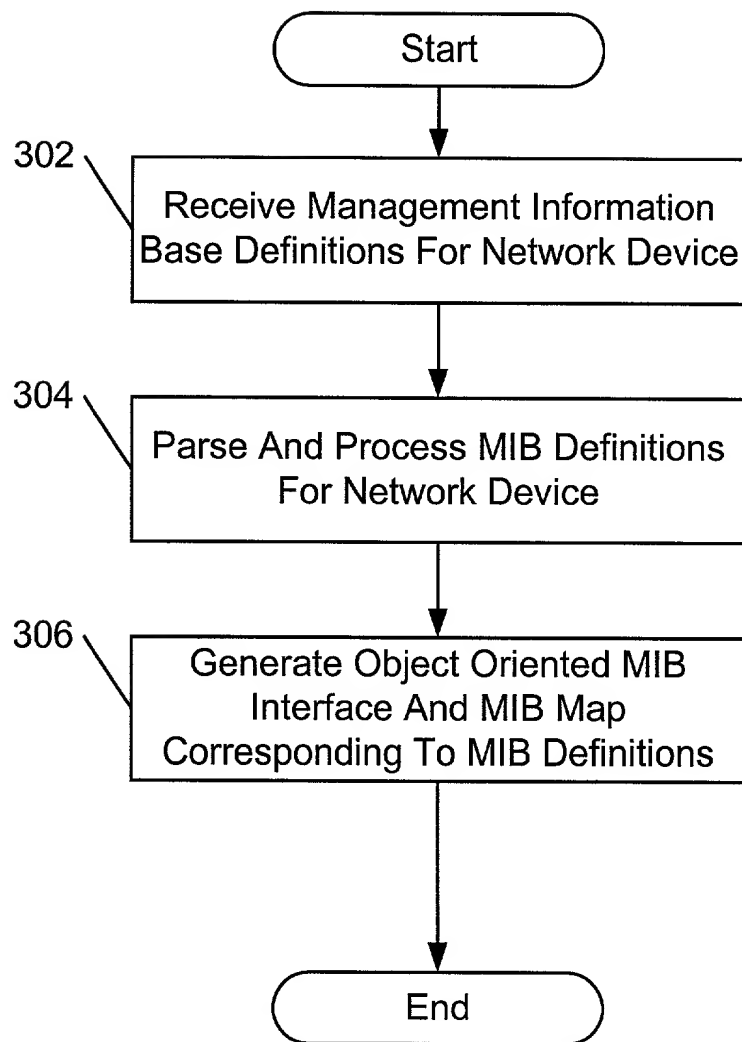 Start
302
Receive Management Information
Base Definitions For Network Device
304
Parse And Process MIB Definitions
For Network Device
306
Generate Object Oriented MIB
Interface And MIB Map
Corresponding To MIB Definitions
End